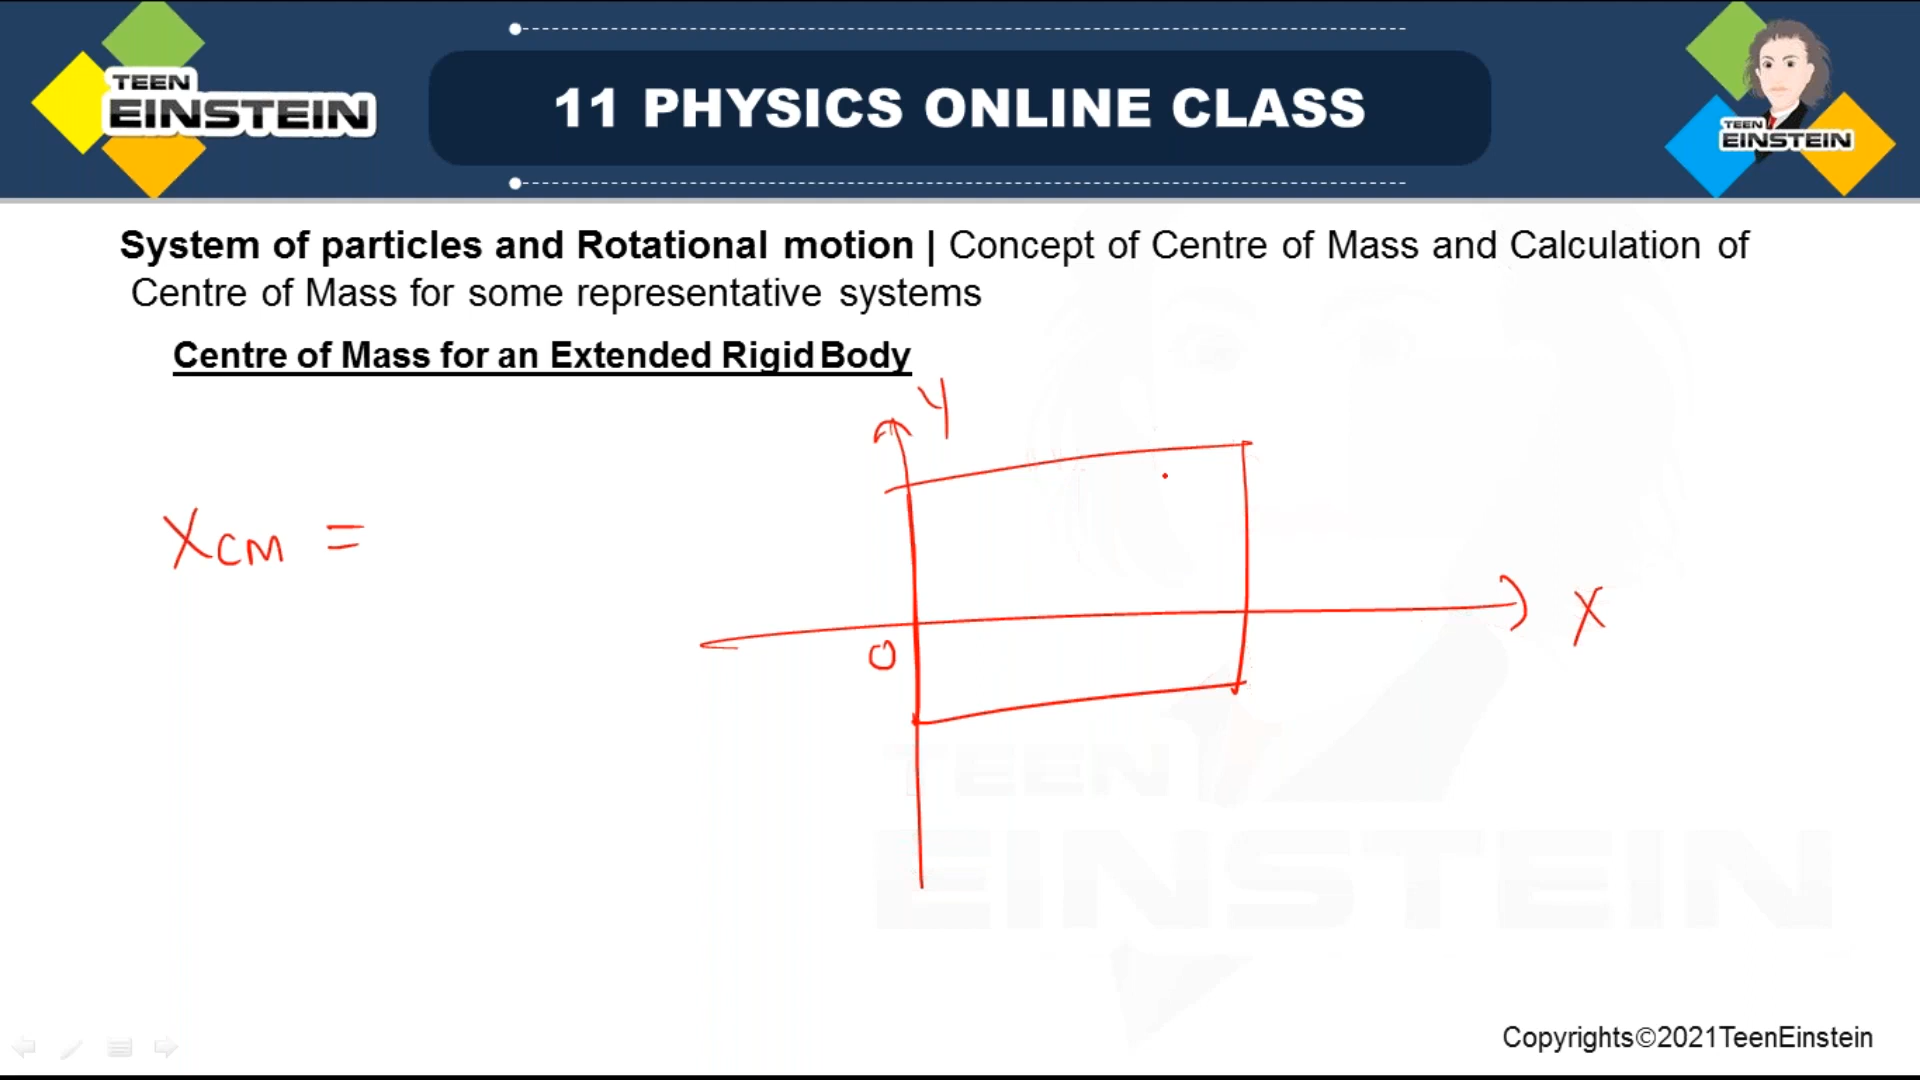 TEEN
EINSTEIN
11 PHYSICS ONLINE CLASS
TEEN
EINSTEIN
System of particles and Rotational motion | Concept of Centre of Mass and Calculation of
Centre of Mass for some representative systems
Centre of Mass for an Extended Rigid Body
Y
XCM =
X
O
TEEN
EINSTEIN
Copyrights©2021TeenEinstein